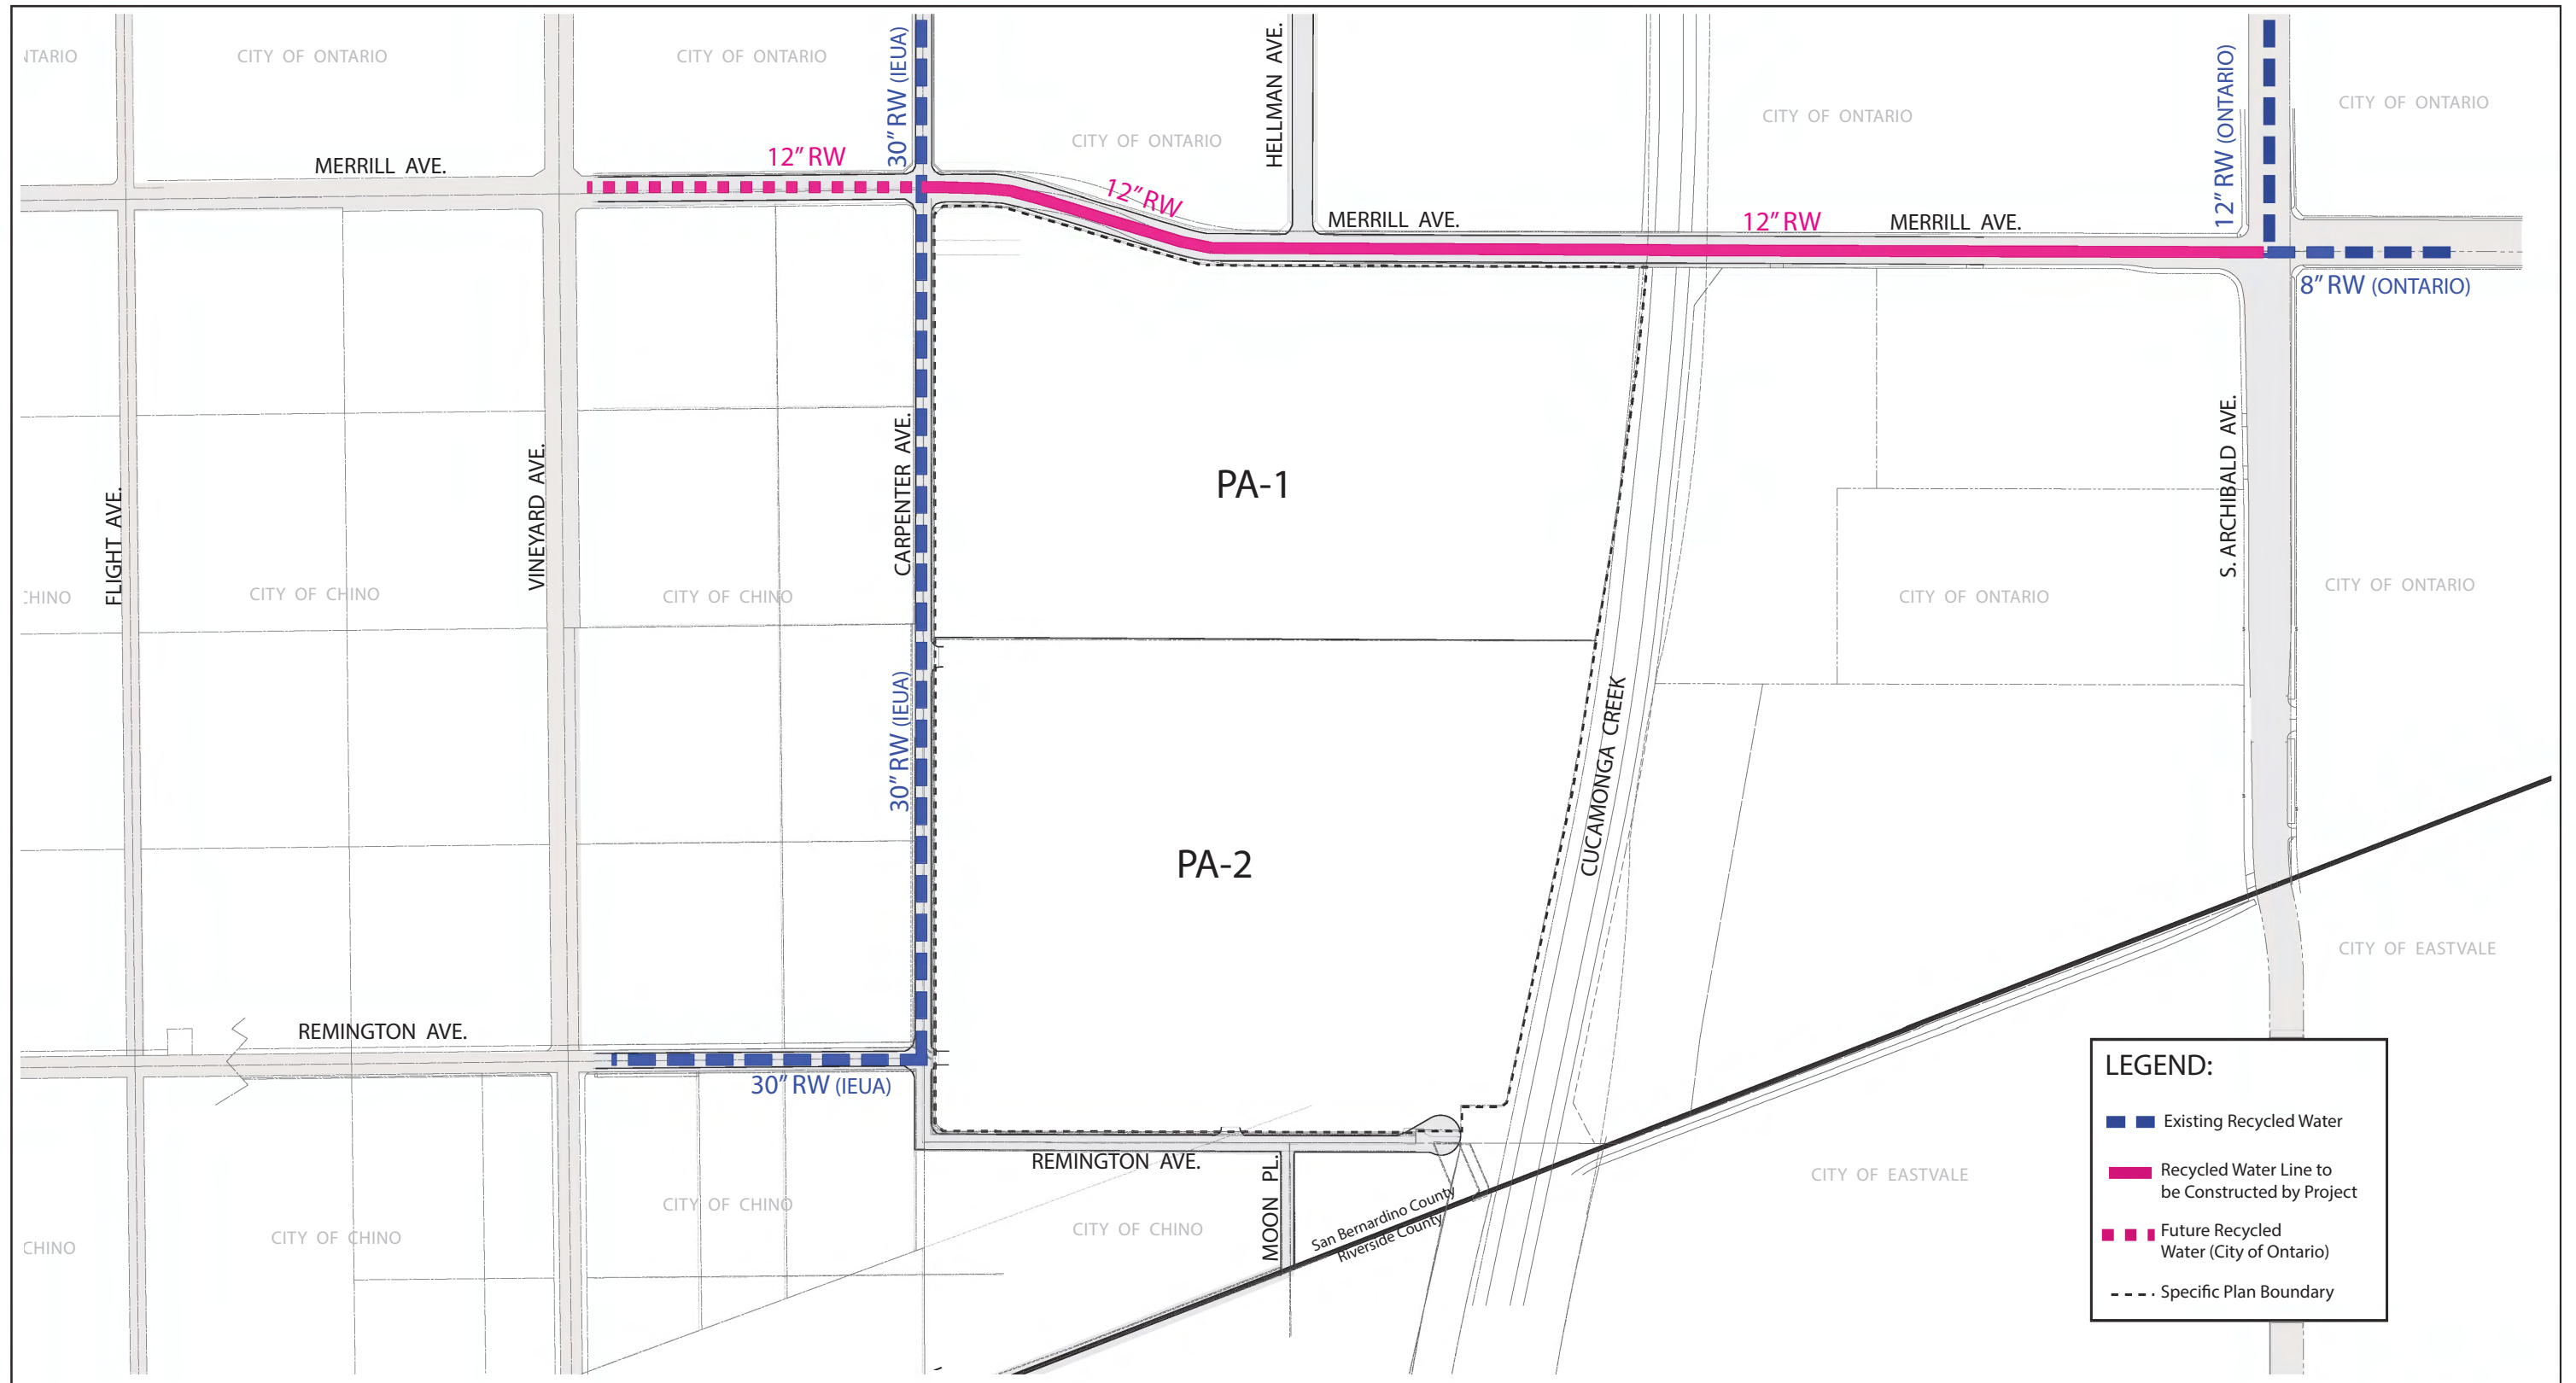 NTARIO
CITY OF ONTARIO
CITY OF ONTARIO
30" RW (IEUA)
HELLMAN AVE.
CITY OF ONTARIO
12" RW (ONTARIO)
CITY OF ONTARIO
CITY OF ONTARIO
MERRILL AVE.
12" RW
12" RW
MERRILL AVE.
12" RW
MERRILL AVE.
8" RW (ONTARIO)
FLIGHT AVE.
VINEYARD AVE.
CARPENTER AVE.
PA-1
S. ARCHIBALD AVE.
CHINO
CITY OF CHINO
CITY OF CHINO
CITY OF ONTARIO
CITY OF ONTARIO
30" RW (IEUA)
CUCAMONGA CREEK
PA-2
CITY OF EASTVALE
REMINGTON AVE.
30" RW (IEUA)
REMINGTON AVE.
MOON PL.
CITY OF EASTVALE
CHINO
CITY OF CHINO
CITY OF CHINO
CITY OF CHINO
San Bernardino County
Riverside County
LEGEND:
Existing Recycled Water
Recycled Water Line to
be Constructed by Project
Future Recycled
Water (City of Ontario)
Specific Plan Boundary